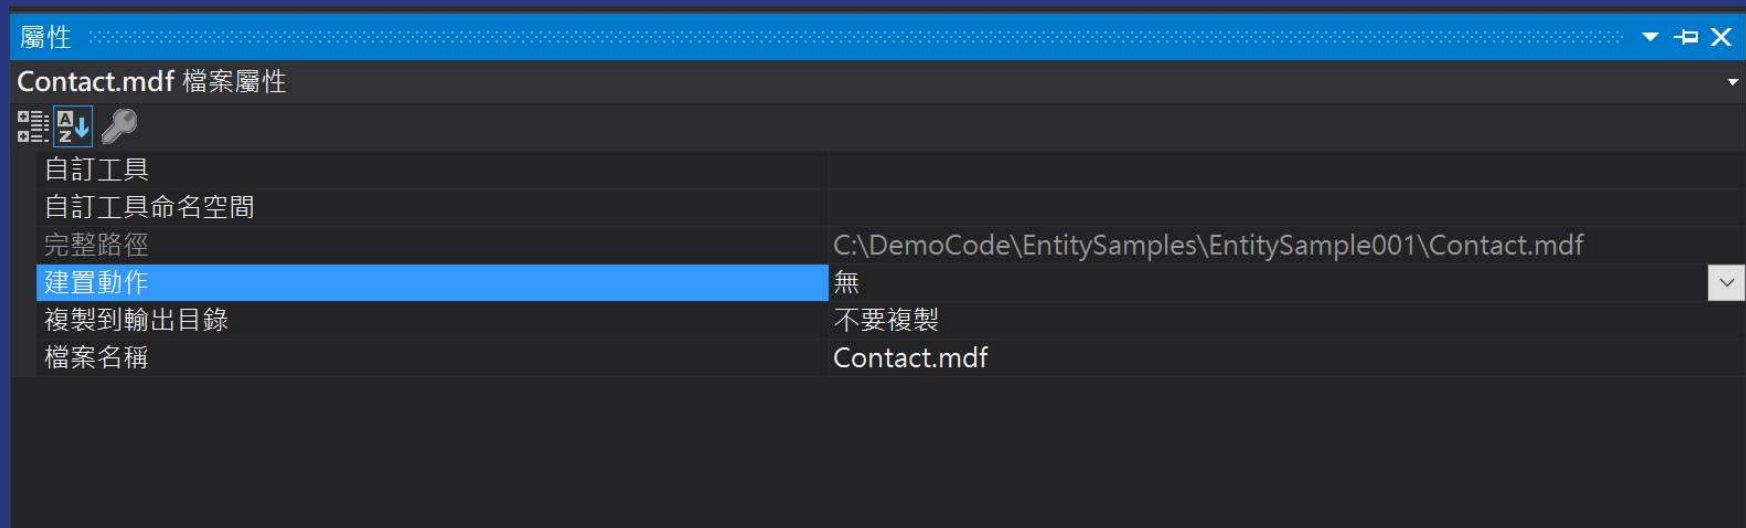 屬性
Contact.mdf 檔案屬性
自訂工具
自訂工具命名空間
完整路徑 C:\DemoCode\EntitySamples\EntitySample001\Contact.mdf
建置動作 無
複製到輸出目錄 不要複製
檔案名稱 Contact.mdf